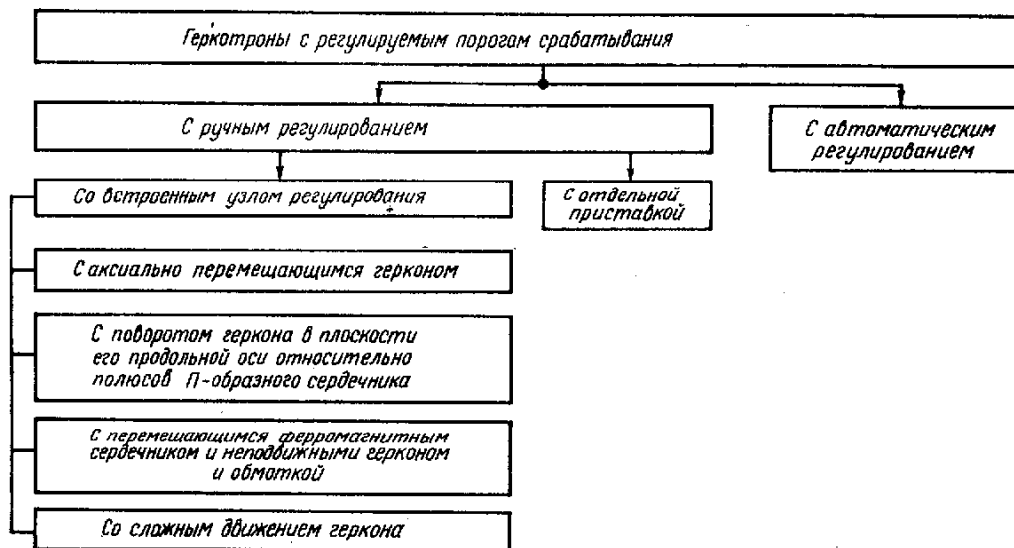 Геркотроны с регулируемым порогам срабатывания
С ручным регулированием
С автоматическим
регулированием
Со встроенным узлом регулирования
С отдельной
приставкой
С аксиально перемещающимся герконом
С поворотом геркона в плоскости
его продольной оси относительно
полюсов П-образного сердечника
С перемещающимся ферромагнитным
сердечником и неподвижными герконом
и обмоткой
Со сложным движением геркона